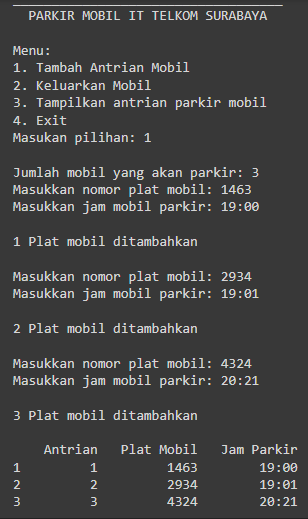 PARKIR MOBIL IT TELKOM SURABAYA
Menu:
1. Tambah Antrian Mobil
2. Keluarkan Mobil
3. Tampilkan antrian parkir mobil
4. Exit
Masukan pilihan: 1
Jumlah mobil yang akan parkir: 3
Masukkan nomor plat mobil: 1463
Masukkan jam mobil parkir: 19:00
1 Plat mobil ditambahkan
Masukkan nomor plat mobil: 2934
Masukkan jam mobil parkir: 19:01
2 Plat mobil ditambahkan
Masukkan nomor plat mobil: 4324
Masukkan jam mobil parkir: 20:21
3 Plat mobil ditambahkan
Antrian Plat Mobil Jam Parkir
1 1 1463 19:00
2 2 2934 19:01
3 3 4324 20:21